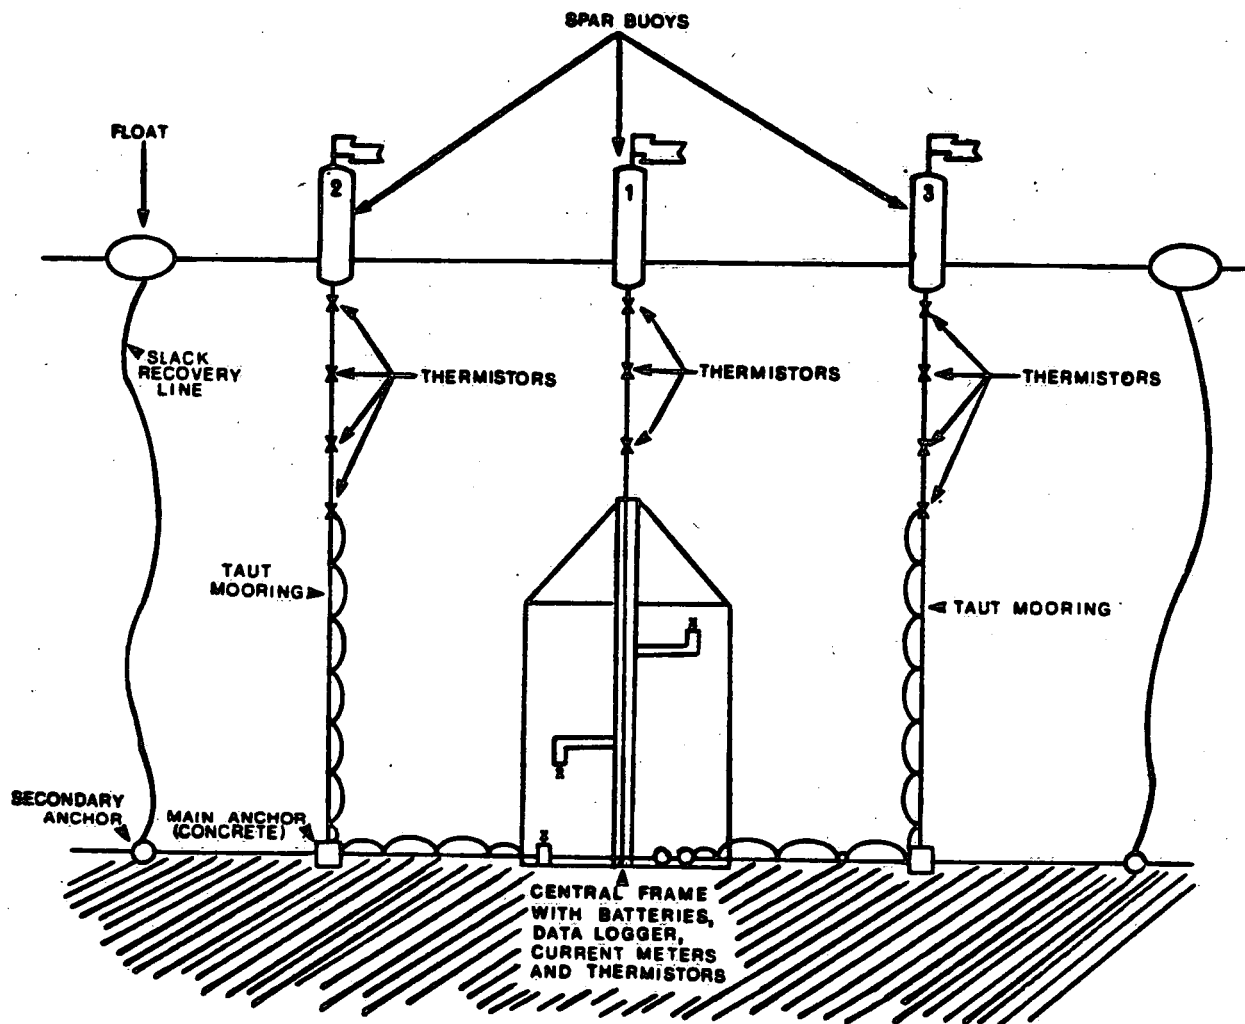 SPAR BUOYS
FLOAT
2
1
3
SLACK
RECOVERY
LINE
THERMISTORS
THERMISTORS
THERMISTORS
TAUT
MOORING
TAUT MOORING
SECONDARY
ANCHOR
MAIN ANCHOR
(CONCRETE)
CENTRAL FRAME
WITH BATTERIES,
DATA LOGGER,
CURRENT METERS
AND THERMISTORS